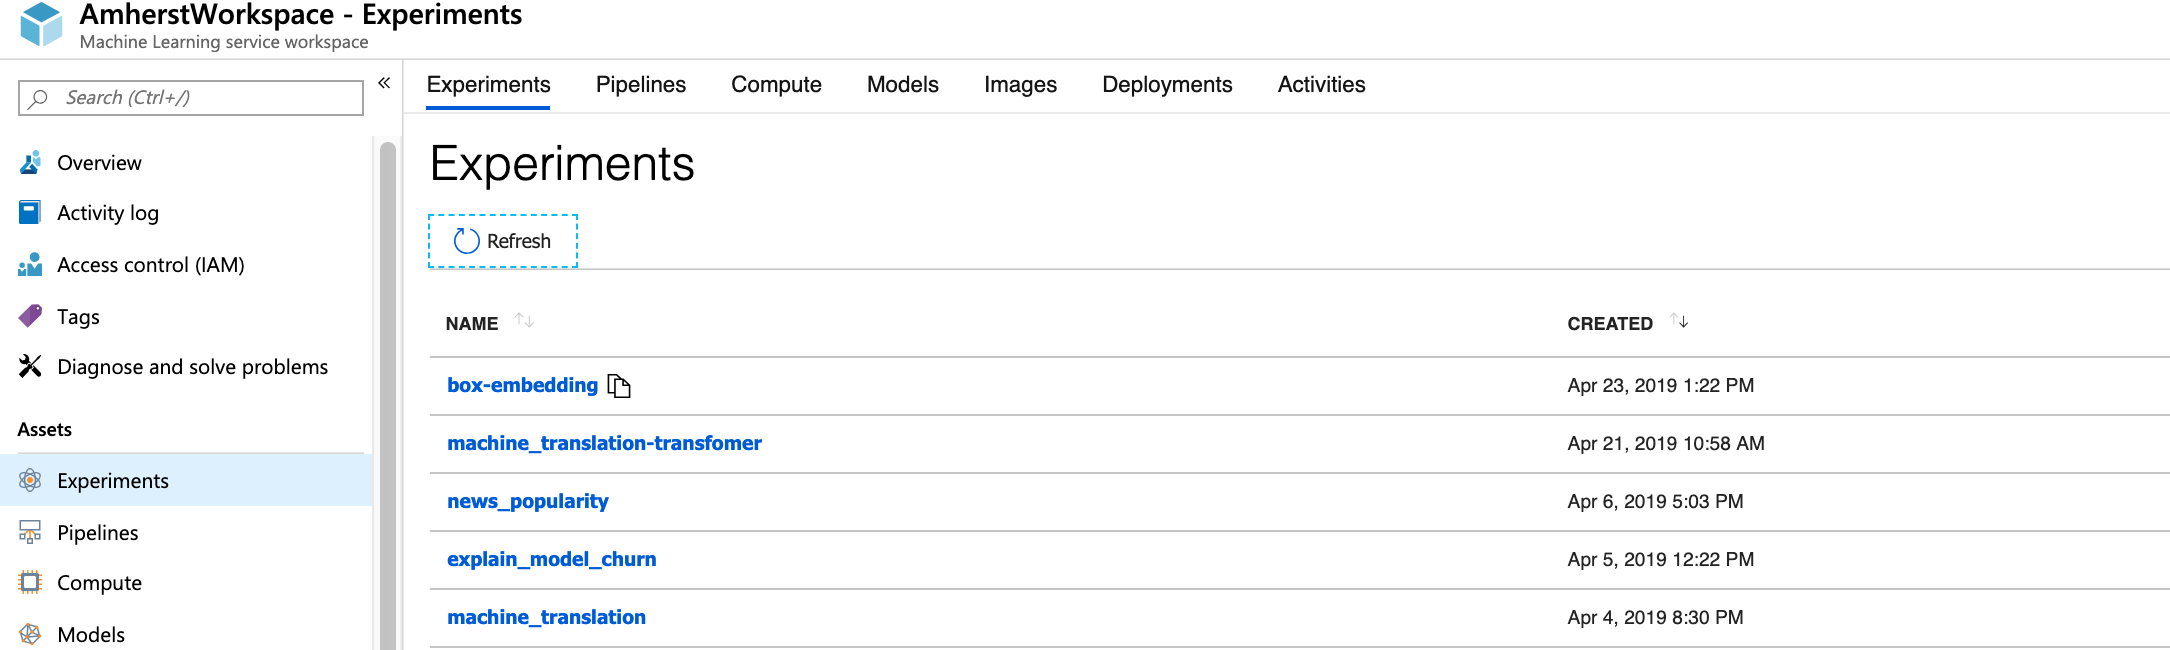 AmherstWorkspace - Experiments
Machine Learning service workspace
Search (Ctrl+/)
«
Overview
Activity log
Access control (IAM)
Tags
Diagnose and solve problems
Assets
Experiments
Pipelines
Compute
Models
Experiments Pipelines Compute Models Images Deployments Activities
Experiments
Refresh
NAME CREATED
box-embedding Apr 23, 2019 1:22 PM
machine_translation-transfomer Apr 21, 2019 10:58 AM
news_popularity Apr 6, 2019 5:03 PM
explain_model_churn Apr 5, 2019 12:22 PM
machine_translation Apr 4, 2019 8:30 PM